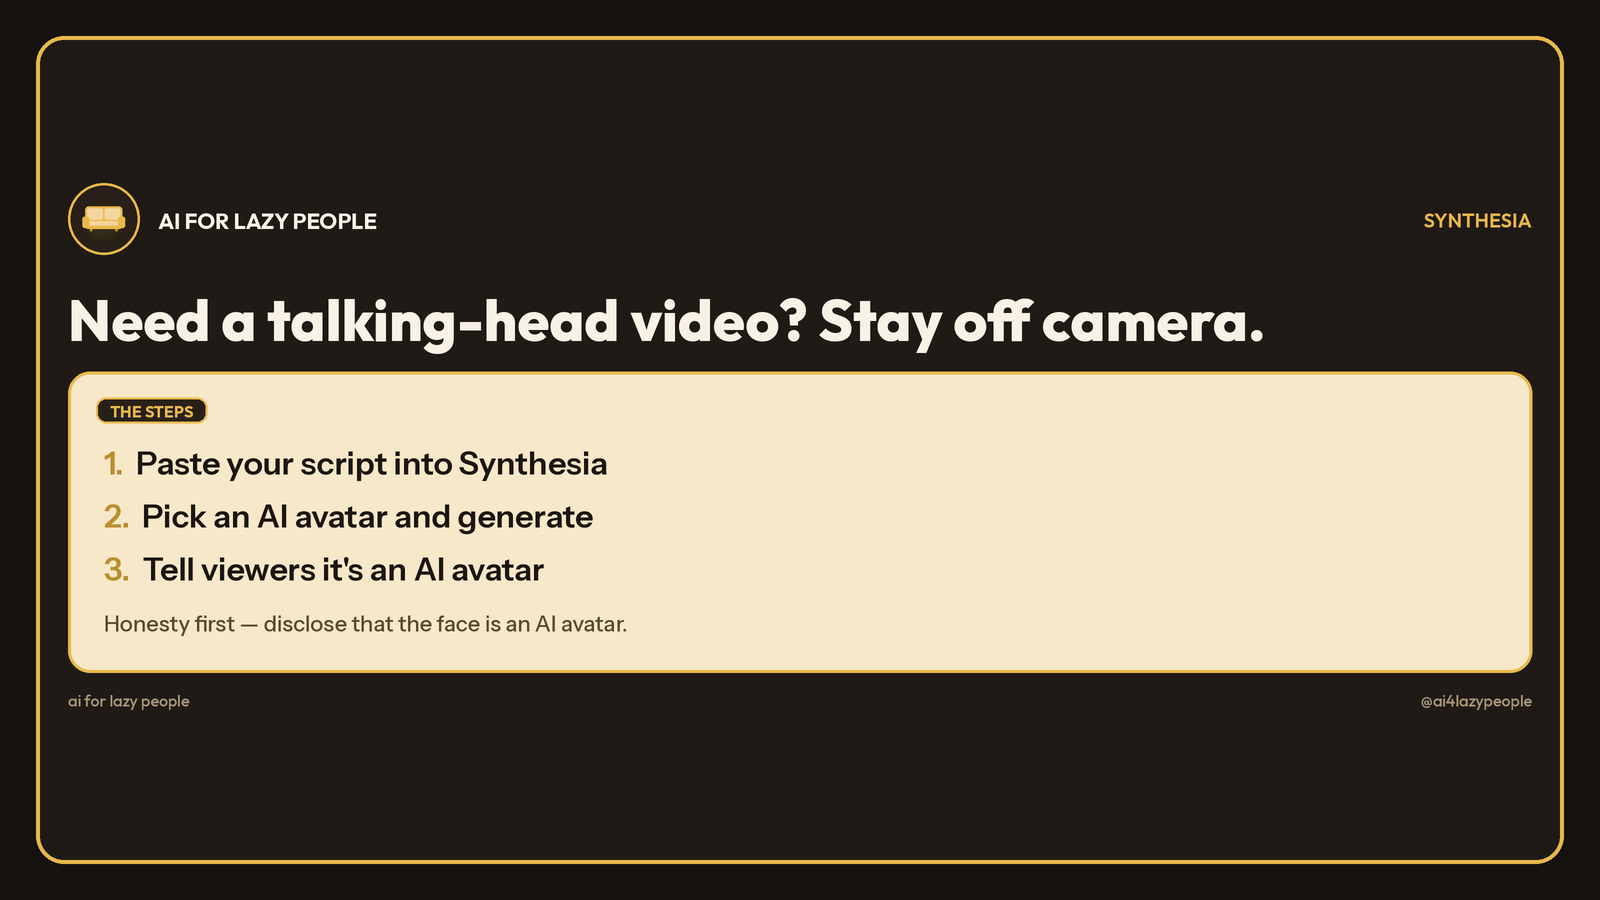 AI FOR LAZY PEOPLE
SYNTHESIA
Need a talking-head video? Stay off camera.
THE STEPS
1. Paste your script into Synthesia
2. Pick an AI avatar and generate
3. Tell viewers it's an AI avatar
Honesty first — disclose that the face is an AI avatar.
ai for lazy people
@ai4lazypeople